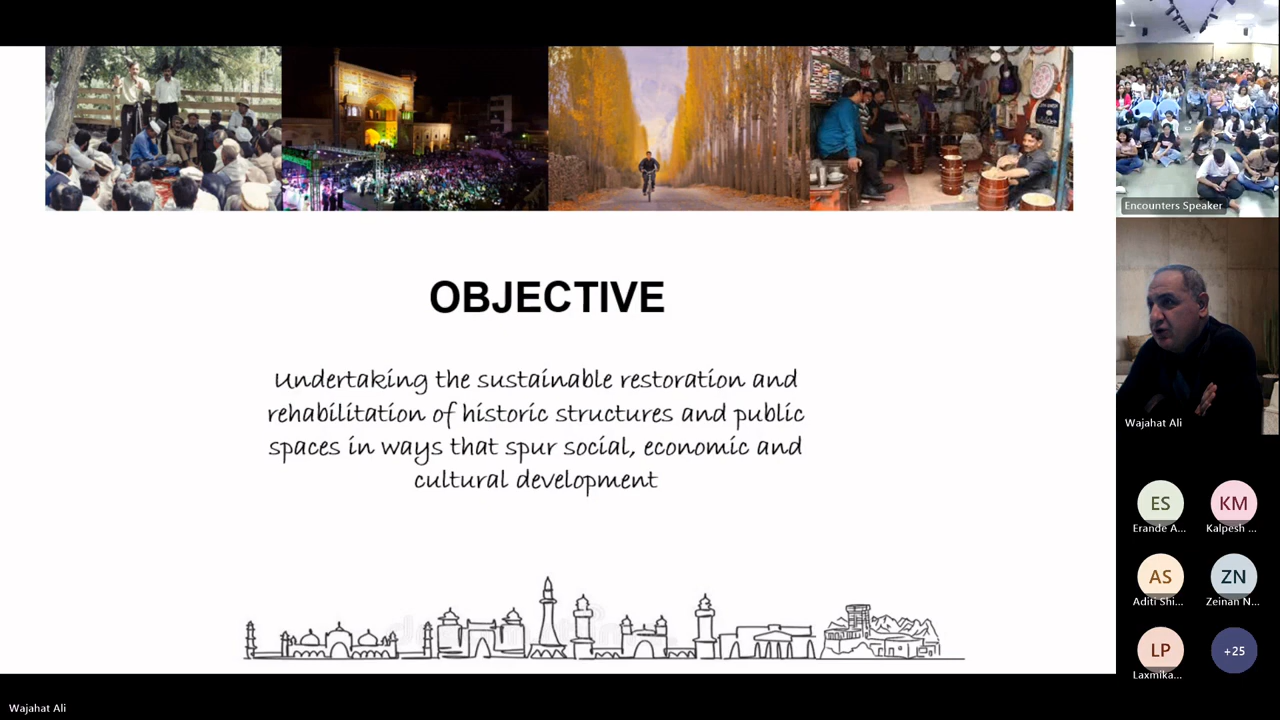 Encounters Speaker
OBJECTIVE
Undertaking the sustainable restoration and
rehabilitation of historic structures and public
spaces in ways that spur social, economic and
cultural development
Wajahat Ali
ES
KM
Erande A...
Kalpesh ...
AS
ZN
Aditi Shi...
Zeinan N...
LP
+25
Laxmika...
Wajahat Ali